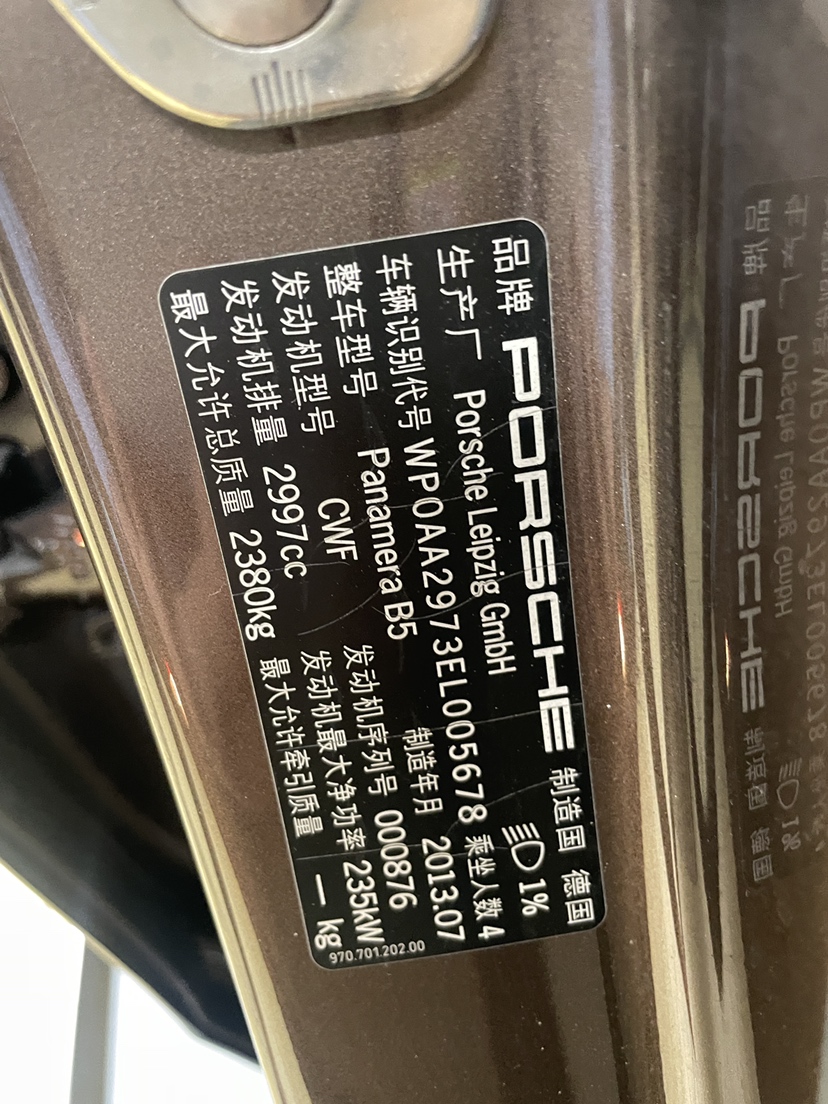 品牌 PORSCHE 制造国 德国
生产厂 Porsche Leipzig GmbH 1%
车辆识别代号 WP0AA2973EL005678 乘坐人数 4
整车型号 Panamera B5 制造年月 2013.07
发动机型号 CWF 发动机序列号 000876
发动机排量 2997cc 发动机最大净功率 235kW
最大允许总质量 2380kg 最大允许牵引质量 — kg
970.701.202.00